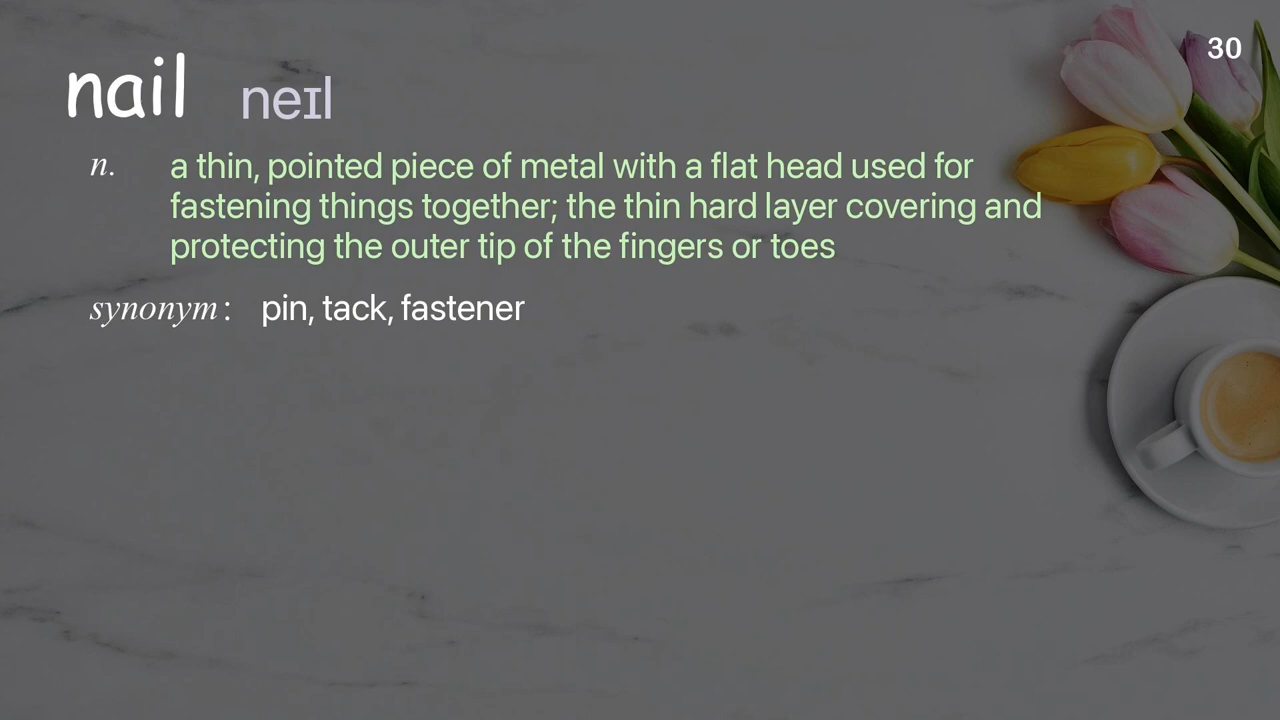 30
nail neɪl
n. a thin, pointed piece of metal with a flat head used for
fastening things together; the thin hard layer covering and
protecting the outer tip of the fingers or toes
synonym: pin, tack, fastener